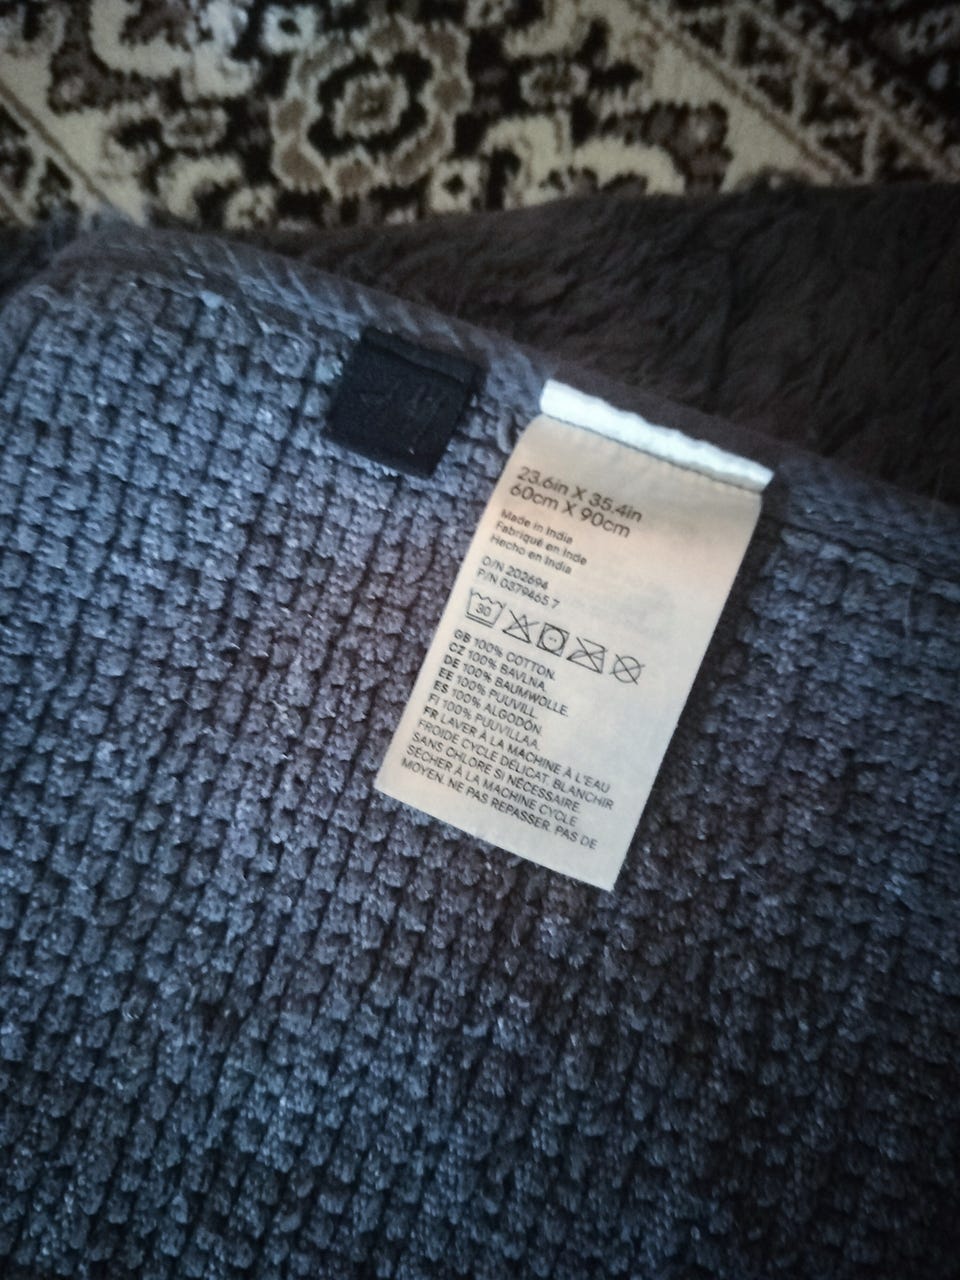 23.6in X 35.4in
60cm X 90cm
Made in India
Fabriqué en Inde
Hecho en India
O/N 202694
P/N 0379465 7
30
GB 100% COTTON.
CZ 100% BAVLNA.
DE 100% BAUMWOLLE.
EE 100% PUUVILL.
ES 100% ALGODÓN.
FI 100% PUUVILLAA.
FR LAVER À LA MACHINE À L'EAU
FROIDE CYCLE DÉLICAT. BLANCHIR
SANS CHLORE SI NÉCESSAIRE.
SÉCHER À LA MACHINE CYCLE
MOYEN. NE PAS REPASSER. PAS DE